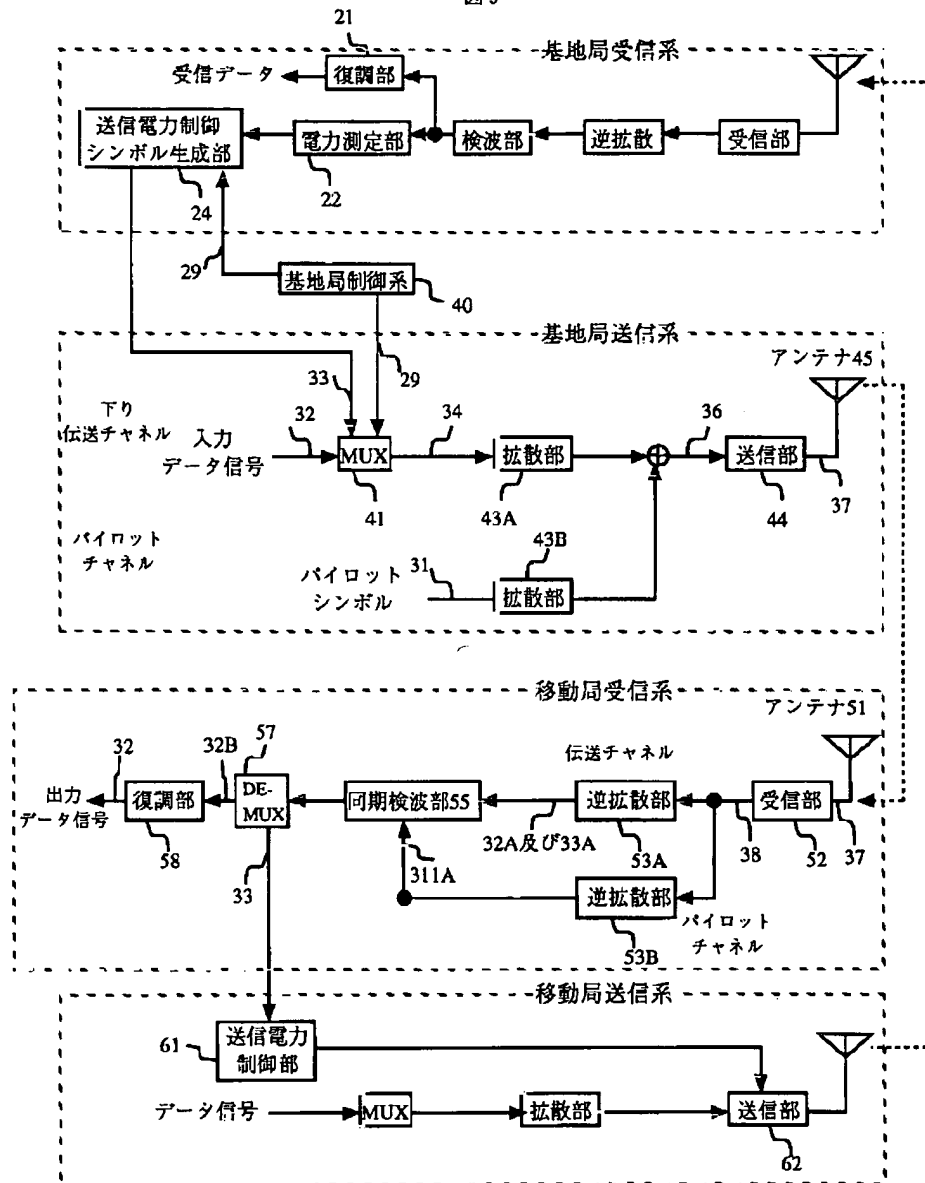 21
基地局受信系
受信データ
復調部
送信電力制御
シンボル生成部
電力測定部
検波部
逆拡散
受信部
24
22
29
基地局制御系
40
基地局送信系
アンテナ45
33
29
下り
伝送チャネル
入力
データ信号
32
MUX
34
拡散部
36
送信部
41
43A
44
37
パイロット
チャネル
43B
パイロット
シンボル
31
拡散部
移動局受信系
アンテナ51
伝送チャネル
32
32B
57
出力
データ信号
復調部
DE-
MUX
同期検波部55
逆拡散部
受信部
58
33
311A
32A及び33A
53A
38
52
37
逆拡散部
パイロット
チャネル
53B
移動局送信系
61
送信電力
制御部
データ信号
MUX
拡散部
送信部
62